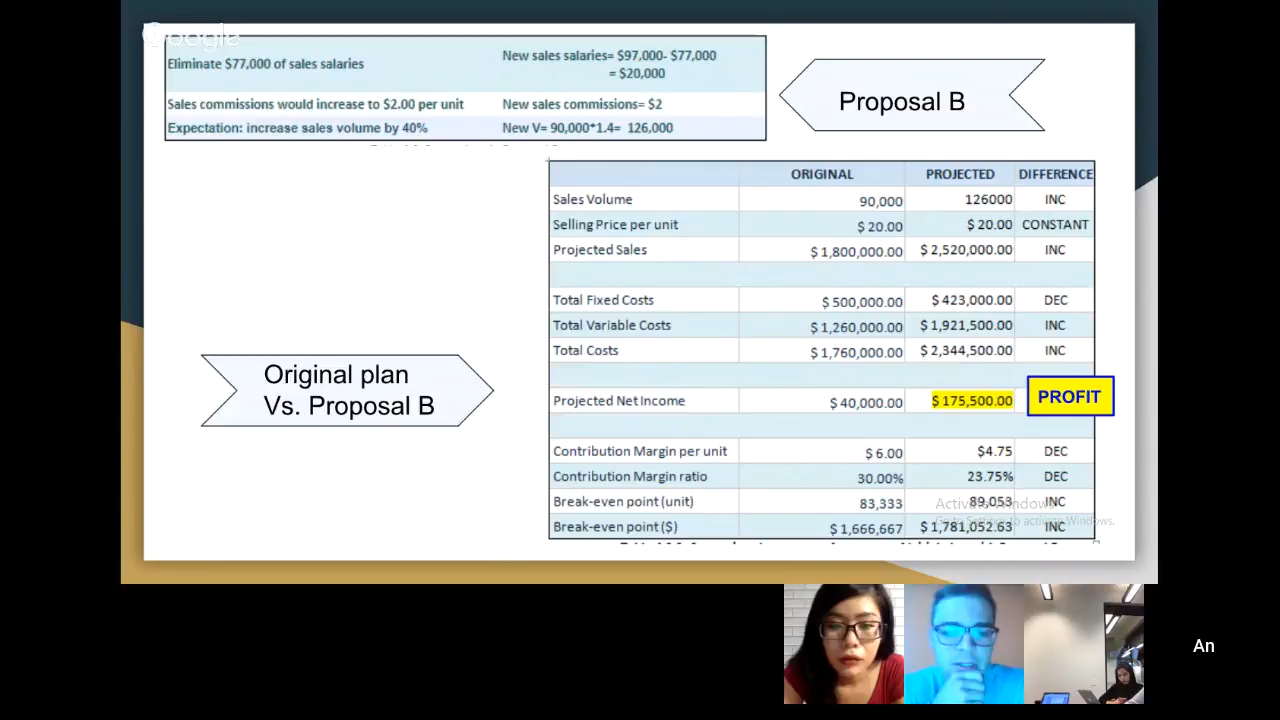 Google
Eliminate $77,000 of sales salaries
New sales salaries= $97,000- $77,000
= $20,000
Sales commissions would increase to $2.00 per unit
New sales commissions= $2
Expectation: increase sales volume by 40%
New V= 90,000*1.4= 126,000
Proposal B
ORIGINAL PROJECTED DIFFERENCE
Sales Volume 90,000 126000 INC
Selling Price per unit $ 20.00 $ 20.00 CONSTANT
Projected Sales $ 1,800,000.00 $ 2,520,000.00 INC
Total Fixed Costs $ 500,000.00 $ 423,000.00 DEC
Total Variable Costs $ 1,260,000.00 $ 1,921,500.00 INC
Total Costs $ 1,760,000.00 $ 2,344,500.00 INC
Projected Net Income $ 40,000.00 $ 175,500.00 PROFIT
Contribution Margin per unit $ 6.00 $4.75 DEC
Contribution Margin ratio 30.00% 23.75% DEC
Break-even point (unit) 83,333 89,053 INC
Break-even point ($) $ 1,666,667 $ 1,781,052.63 INC
Original plan
Vs. Proposal B
Activate Windows
Go to Settings to activate Windows.
An